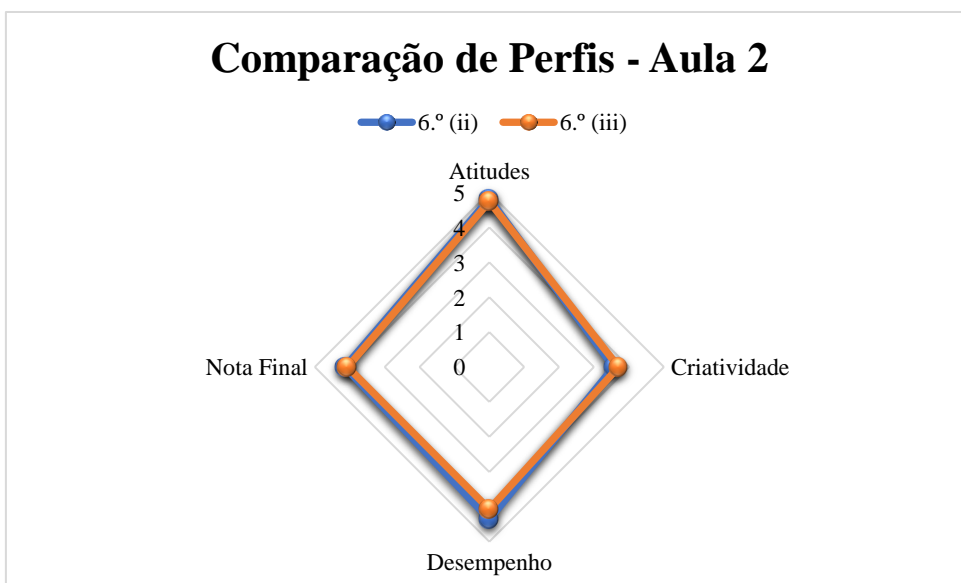 Comparação de Perfis - Aula 2
6.º (ii) 6.º (iii)
Atitudes
5
4
3
2
1
0
Nota Final
Criatividade
Desempenho